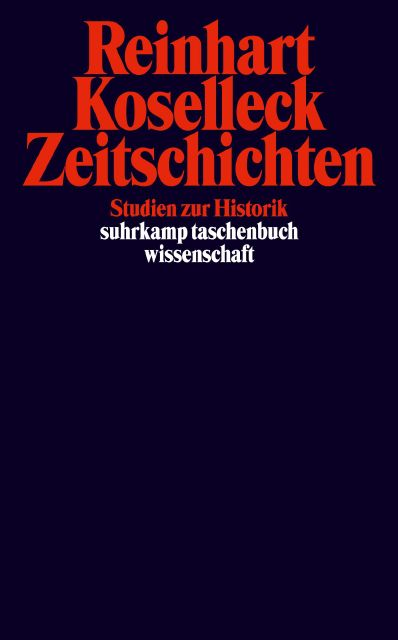 Reinhart
Koselleck
Zeitschichten
Studien zur Historik
suhrkamp taschenbuch
wissenschaft